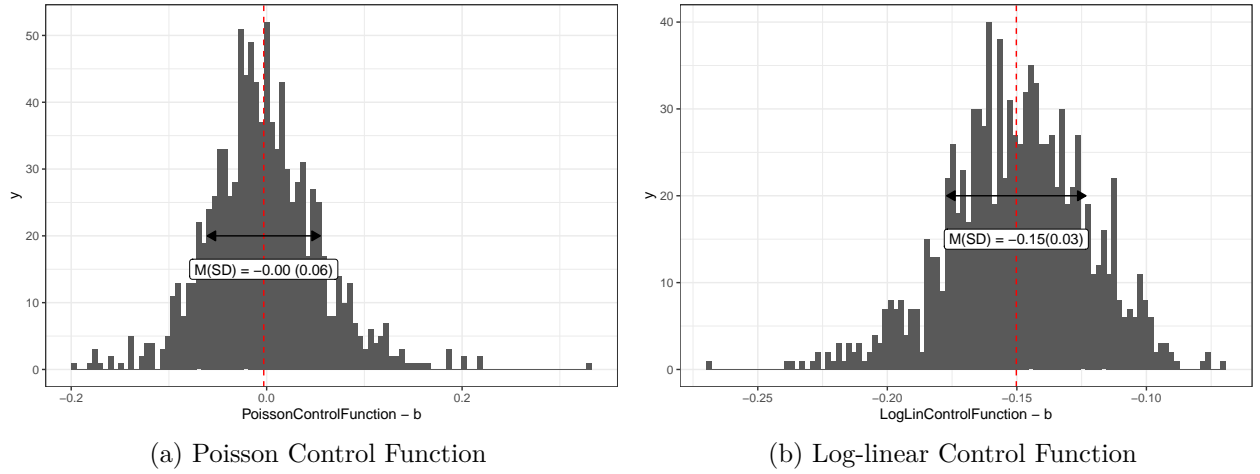 50
40
30
20
10
0
y
M(SD) = −0.00 (0.06)
−0.2
0.0
0.2
PoissonControlFunction − b
(a) Poisson Control Function
40
30
20
10
0
y
M(SD) = −0.15(0.03)
−0.25
−0.20
−0.15
−0.10
LogLinControlFunction − b
(b) Log-linear Control Function